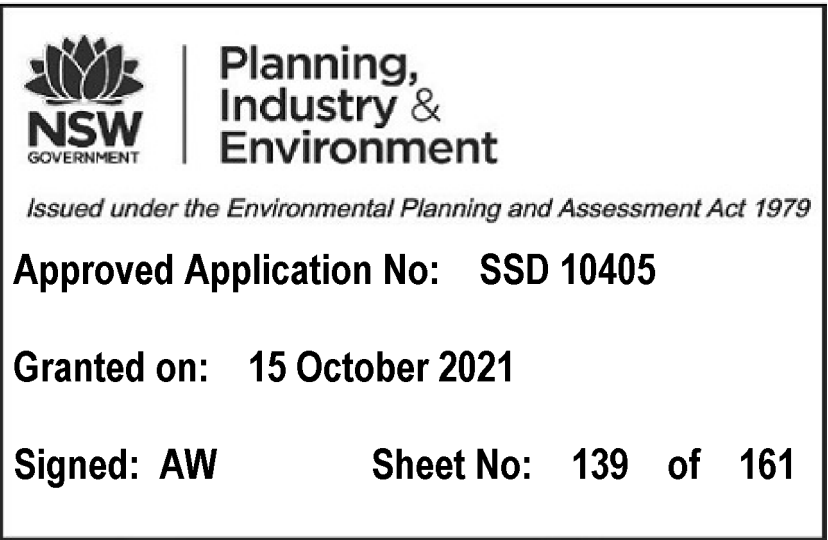 NSW
GOVERNMENT
Planning,
Industry &
Environment
Issued under the Environmental Planning and Assessment Act 1979
Approved Application No: SSD 10405
Granted on: 15 October 2021
Signed: AW Sheet No: 139 of 161